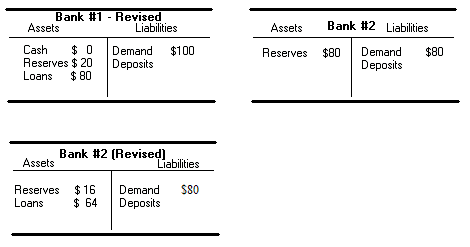 Bank #1 - Revised
Assets Liabilities
Cash $ 0 Demand $100
Reserves $ 20 Deposits
Loans $ 80
Bank #2
Assets Liabilities
Reserves $80 Demand $80
Deposits
Bank #2 (Revised)
Assets Liabilities
Reserves $ 16 Demand $80
Loans $ 64 Deposits